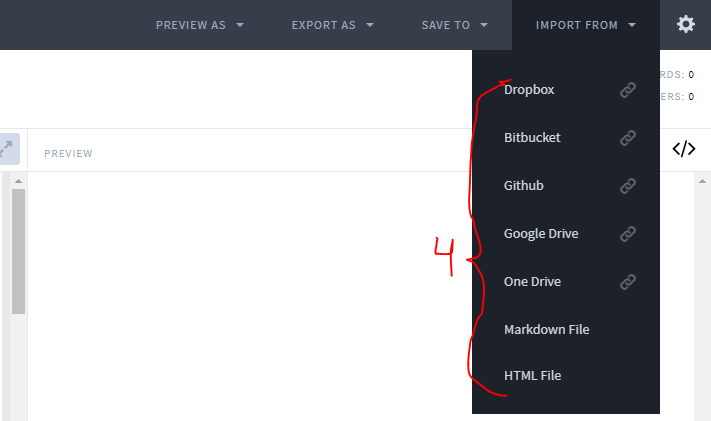 PREVIEW AS EXPORT AS SAVE TO IMPORT FROM
RDS: 0
ERS: 0
PREVIEW
</>
Dropbox
Bitbucket
Github
Google Drive
4
One Drive
Markdown File
HTML File